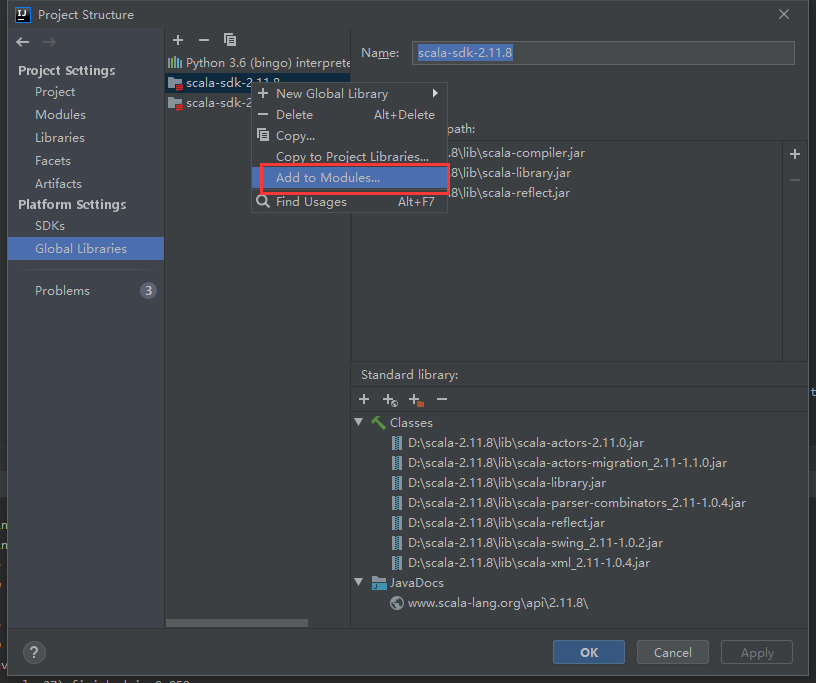 Project Structure
Project Settings
Project
Modules
Libraries
Facets
Artifacts
Platform Settings
SDKs
Global Libraries
Problems
3
Python 3.6 (bingo) interprete
scala-sdk-2.11.8
scala-sdk-2
New Global Library
Delete Alt+Delete
Copy...
Copy to Project Libraries...
Add to Modules...
Find Usages Alt+F7
Name: scala-sdk-2.11.8
path:
.8\lib\scala-compiler.jar
.8\lib\scala-library.jar
.8\lib\scala-reflect.jar
Standard library:
Classes
D:\scala-2.11.8\lib\scala-actors-2.11.0.jar
D:\scala-2.11.8\lib\scala-actors-migration_2.11-1.1.0.jar
D:\scala-2.11.8\lib\scala-library.jar
D:\scala-2.11.8\lib\scala-parser-combinators_2.11-1.0.4.jar
D:\scala-2.11.8\lib\scala-reflect.jar
D:\scala-2.11.8\lib\scala-swing_2.11-1.0.2.jar
D:\scala-2.11.8\lib\scala-xml_2.11-1.0.4.jar
JavaDocs
www.scala-lang.org\api\2.11.8\
?
OK
Cancel
Apply